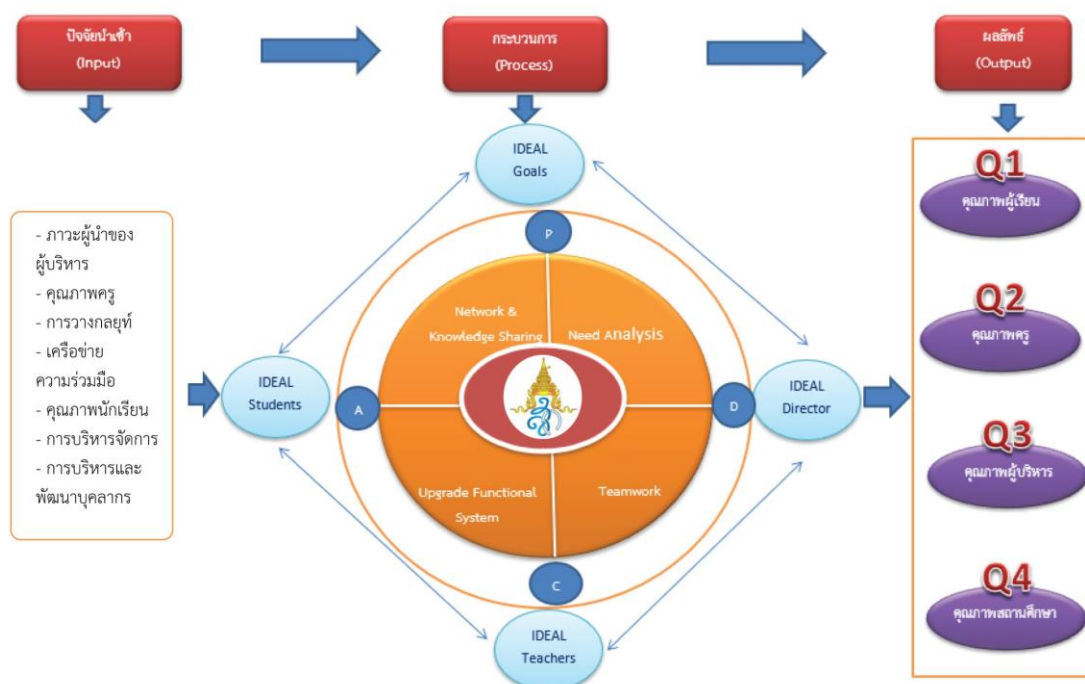 ปัจจัยนำเข้า
(Input)
กระบวนการ
(Process)
ผลลัพธ์
(Output)
- ภาวะผู้นำของ
ผู้บริหาร
- คุณภาพครู
- การวางกลยุท์
- เครือข่าย
ความร่วมมือ
- คุณภาพนักเรียน
- การบริหารจัดการ
- การบริหารและ
พัฒนาบุคลากร
IDEAL
Goals
P
Network &
Knowledge Sharing
Need Analysis
IDEAL
Students
A
D
IDEAL
Director
Upgrade Functional
System
Teamwork
C
IDEAL
Teachers
Q1
คุณภาพผู้เรียน
Q2
คุณภาพครู
Q3
คุณภาพผู้บริหาร
Q4
คุณภาพสถานศึกษา